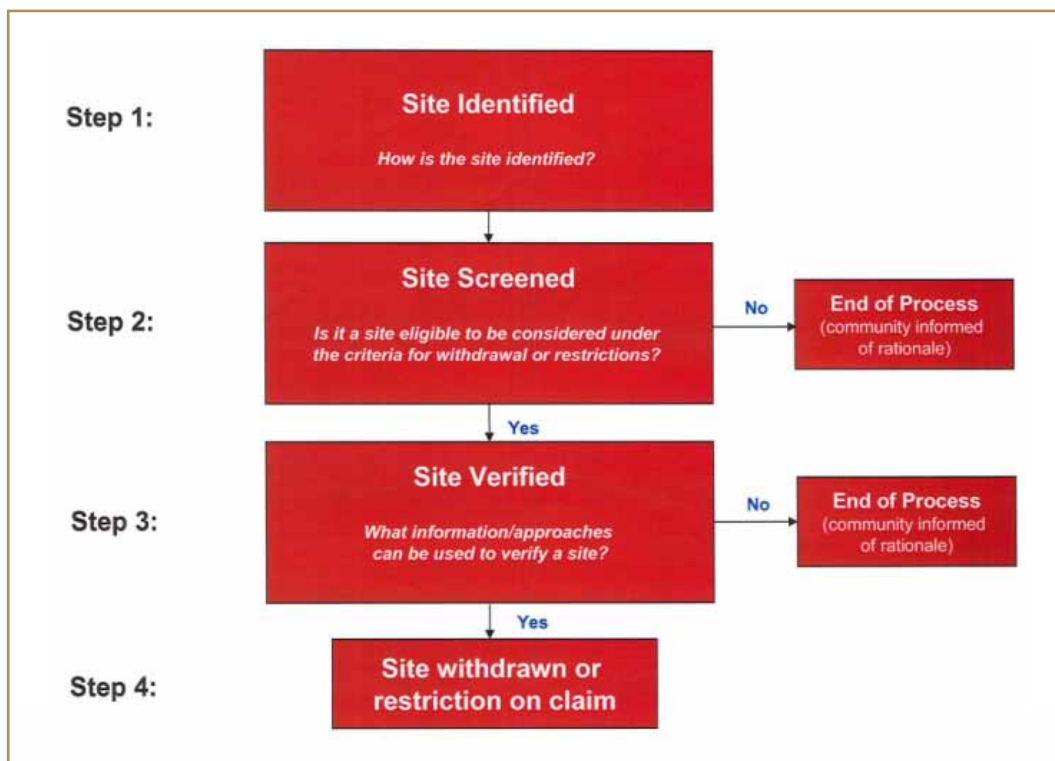 Step 1:
Site Identified
How is the site identified?
Step 2:
Site Screened
Is it a site eligible to be considered under
the criteria for withdrawal or restrictions?
No
End of Process
(community informed
of rationale)
Yes
Step 3:
Site Verified
What information/approaches
can be used to verify a site?
No
End of Process
(community informed
of rationale)
Yes
Step 4:
Site withdrawn or
restriction on claim